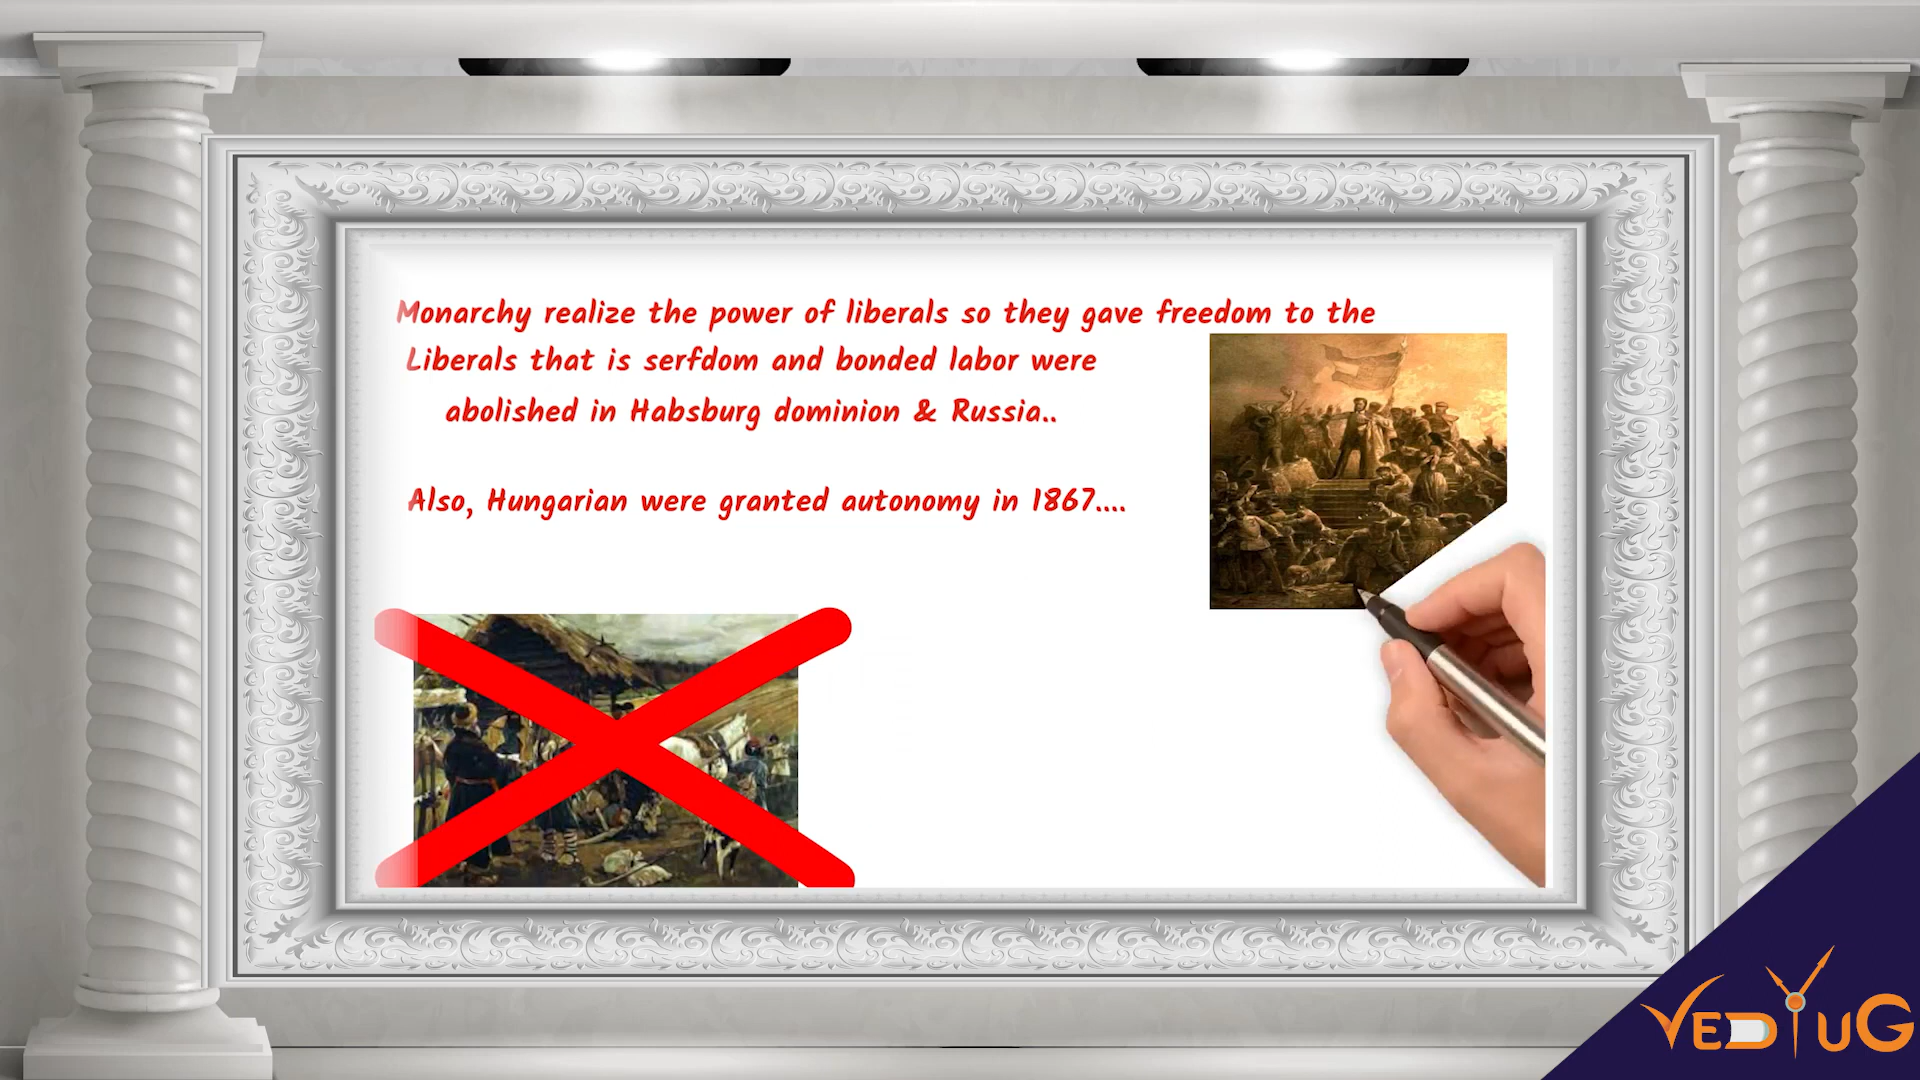 Monarchy realize the power of liberals so they gave freedom to the
Liberals that is serfdom and bonded labor were
abolished in Habsburg dominion & Russia..
Also, Hungarian were granted autonomy in 1867....
VEDYUG